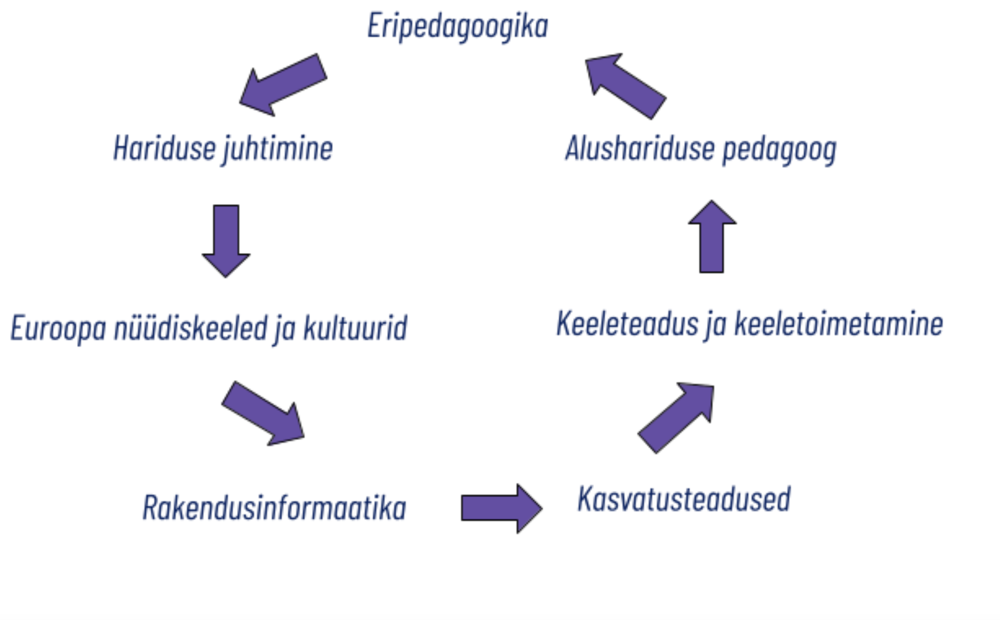 Eripedagoogika
Hariduse juhtimine
Alushariduse pedagoog
Euroopa nüüdiskeeled ja kultuurid
Keeleteadus ja keeletoimetamine
Rakendusinformaatika
Kasvatusteadused